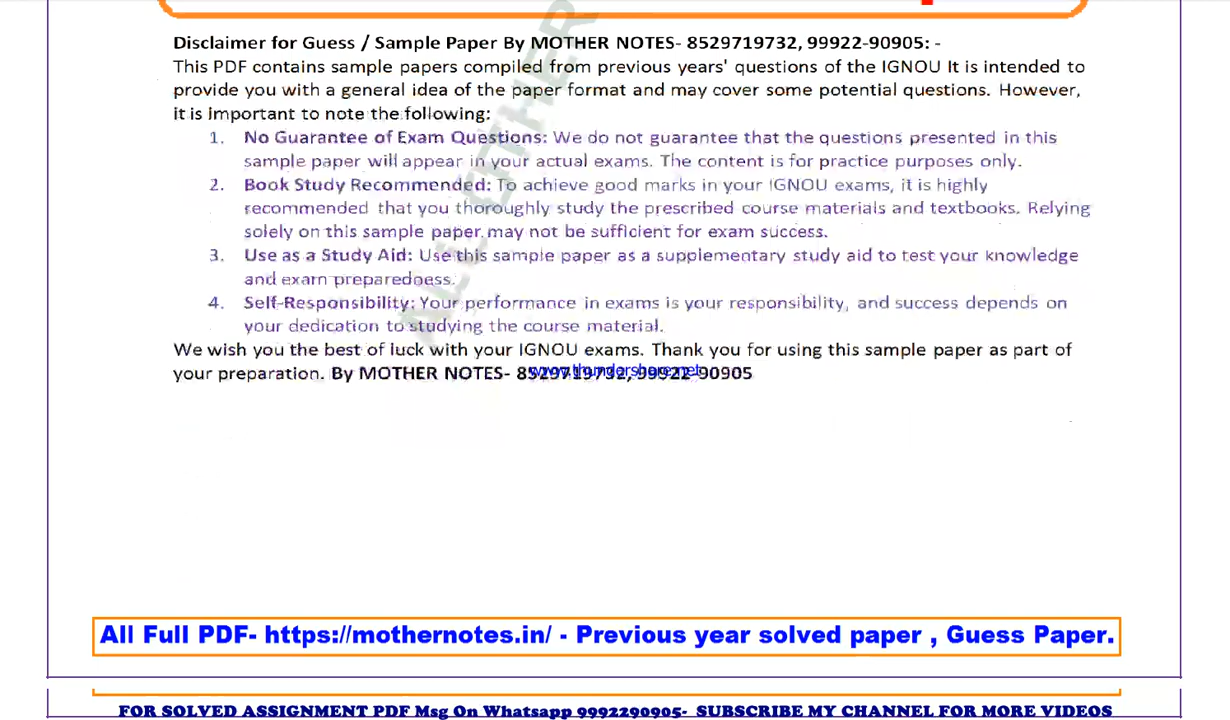 Disclaimer for Guess / Sample Paper By MOTHER NOTES- 8529719732, 99922-90905: -
This PDF contains sample papers compiled from previous years' questions of the IGNOU It is intended to
provide you with a general idea of the paper format and may cover some potential questions. However,
it is important to note the following:
1. No Guarantee of Exam Questions: We do not guarantee that the questions presented in this
sample paper will appear in your actual exams. The content is for practice purposes only.
2. Book Study Recommended: To achieve good marks in your IGNOU exams, it is highly
recommended that you thoroughly study the prescribed course materials and textbooks. Relying
solely on this sample paper may not be sufficient for exam success.
3. Use as a Study Aid: Use this sample paper as a supplementary study aid to test your knowledge
and exam preparedness.
4. Self-Responsibility: Your performance in exams is your responsibility, and success depends on
your dedication to studying the course material.
We wish you the best of luck with your IGNOU exams. Thank you for using this sample paper as part of
your preparation. By MOTHER NOTES- 8529719732, 99922-90905
www.thundershare.net
All Full PDF- https://mothernotes.in/ - Previous year solved paper , Guess Paper.
FOR SOLVED ASSIGNMENT PDF Msg On Whatsapp 9992290905- SUBSCRIBE MY CHANNEL FOR MORE VIDEOS